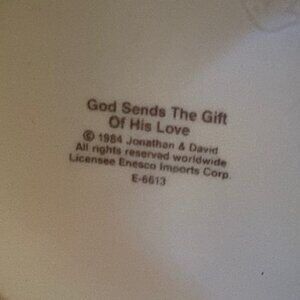 God Sends The Gift
Of His Love
© 1984 Jonathan & David
All rights reserved worldwide
Licensee Enesco Imports Corp.
E-6613